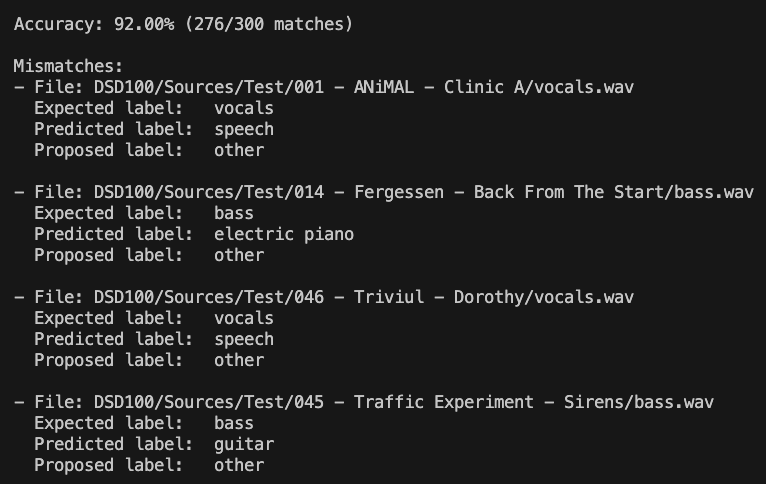 Accuracy: 92.00% (276/300 matches)
Mismatches:
- File: DSD100/Sources/Test/001 - ANiMAL - Clinic A/vocals.wav
Expected label: vocals
Predicted label: speech
Proposed label: other
- File: DSD100/Sources/Test/014 - Fergessen - Back From The Start/bass.wav
Expected label: bass
Predicted label: electric piano
Proposed label: other
- File: DSD100/Sources/Test/046 - Triviul - Dorothy/vocals.wav
Expected label: vocals
Predicted label: speech
Proposed label: other
- File: DSD100/Sources/Test/045 - Traffic Experiment - Sirens/bass.wav
Expected label: bass
Predicted label: guitar
Proposed label: other